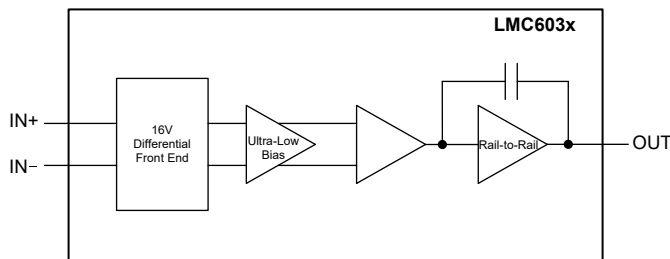 LMC603x
IN+
IN−
16V
Differential
Front End
Ultra-Low
Bias
Rail-to-Rail
OUT